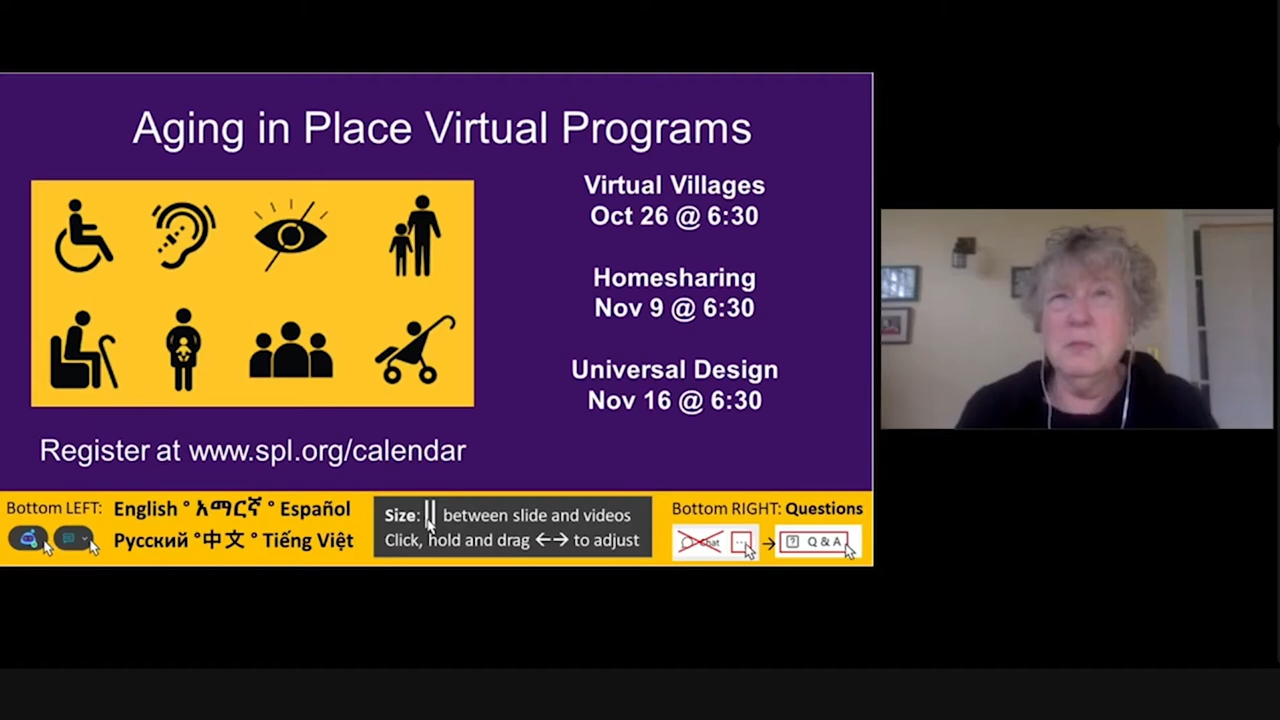 Aging in Place Virtual Programs
Virtual Villages
Oct 26 @ 6:30
Homesharing
Nov 9 @ 6:30
Universal Design
Nov 16 @ 6:30
Register at www.spl.org/calendar
Bottom LEFT: English ° አማርኛ ° Español
Русский ° 中文 ° Tiếng Việt
Size: || between slide and videos
Click, hold and drag ←→ to adjust
Bottom RIGHT: Questions
Chat ... → ? Q & A